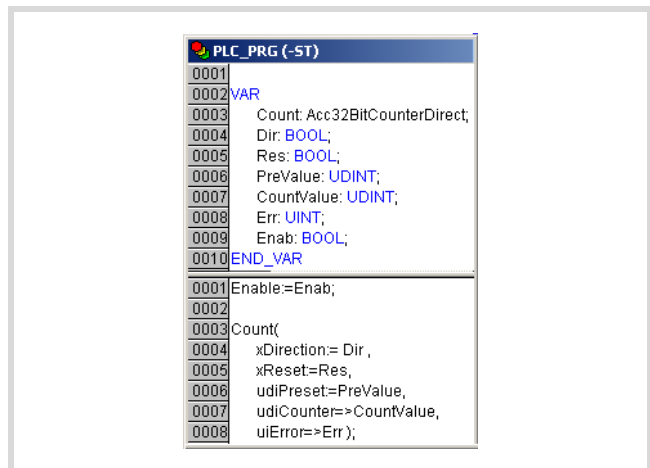 PLC_PRG (-ST)
0001
0002 VAR
0003 Count: Acc32BitCounterDirect;
0004 Dir: BOOL;
0005 Res: BOOL;
0006 PreValue: UDINT;
0007 CountValue: UDINT;
0008 Err: UINT;
0009 Enab: BOOL;
0010 END_VAR
0001 Enable:=Enab;
0002
0003 Count(
0004 xDirection:= Dir ,
0005 xReset:=Res,
0006 udiPreset:=PreValue,
0007 udiCounter=>CountValue,
0008 uiError=>Err );